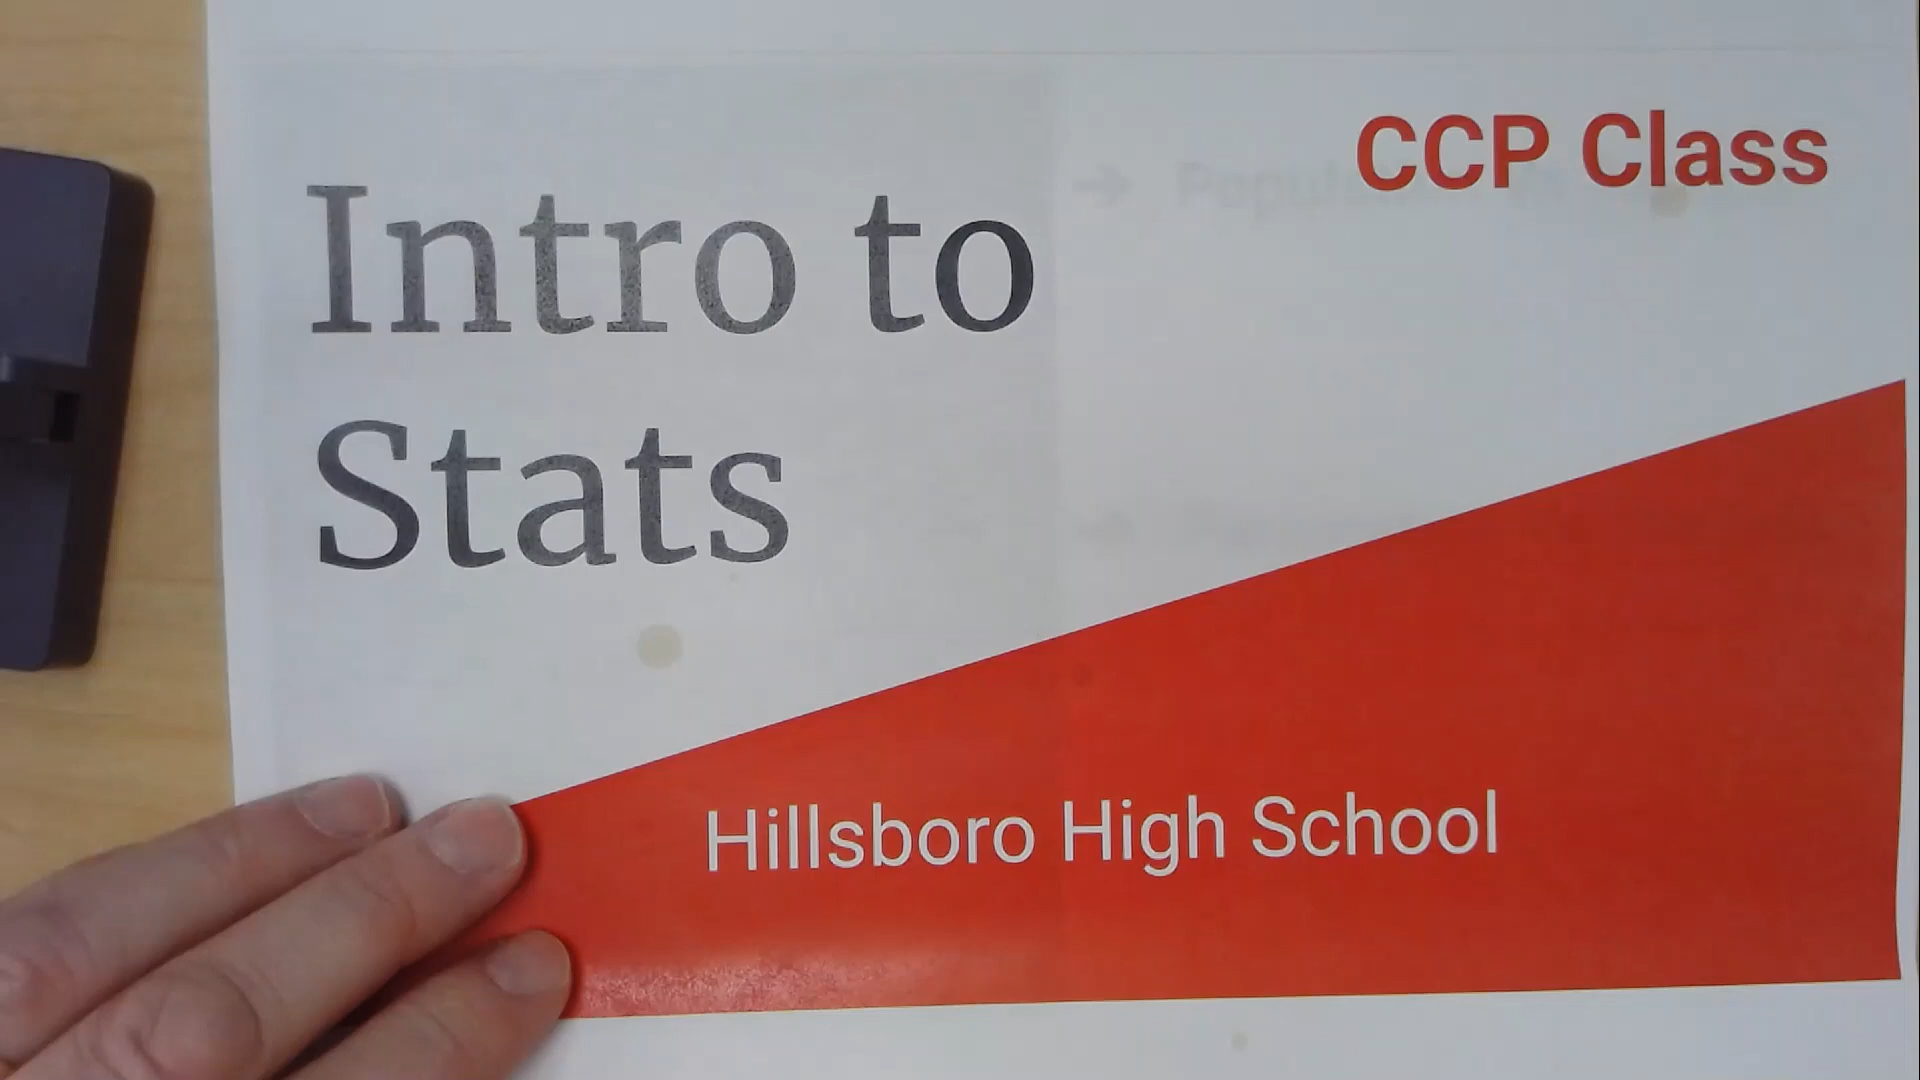 CCP Class
Intro to
Stats
Hillsboro High School